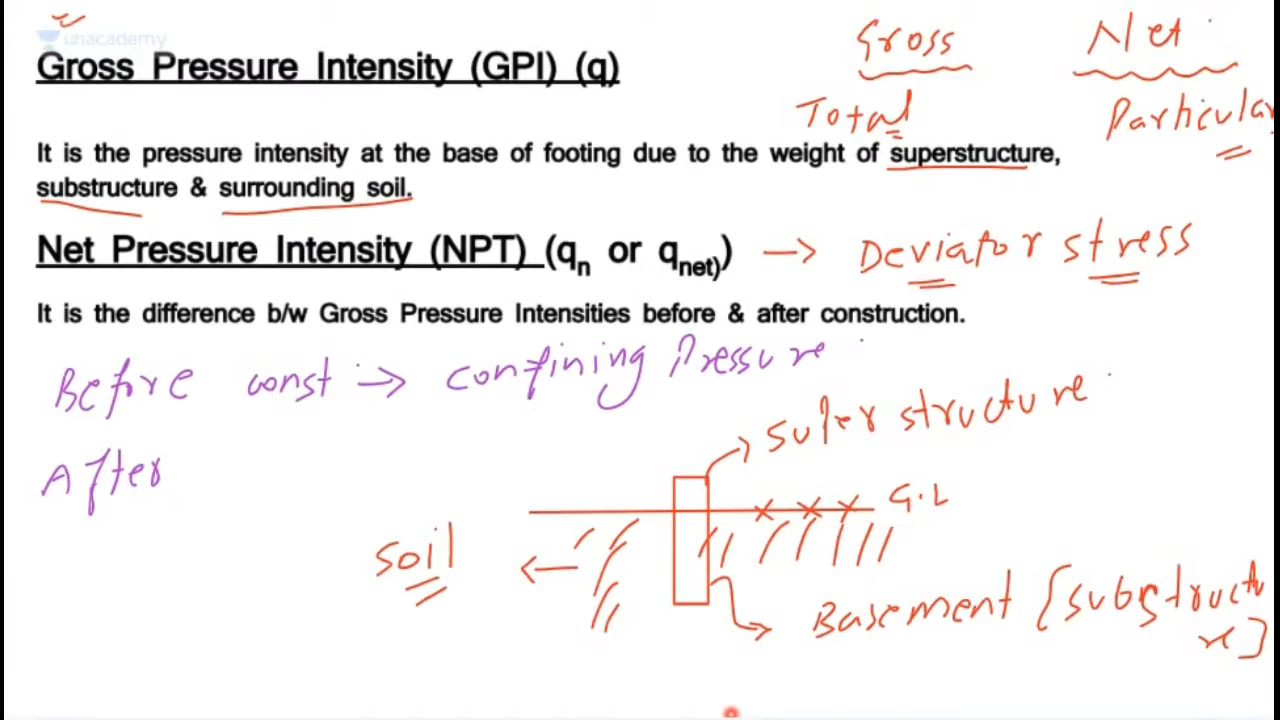 unacademy
Gross Net
Gross Pressure Intensity (GPI) (q)
Total Particular
It is the pressure intensity at the base of footing due to the weight of superstructure,
substructure & surrounding soil.
Net Pressure Intensity (NPT) (qn or qnet)) → Deviator stress
It is the difference b/w Gross Pressure Intensities before & after construction.
Before const → confining Pressure
Super structure
After
G.L
Soil
Basement [substructure]